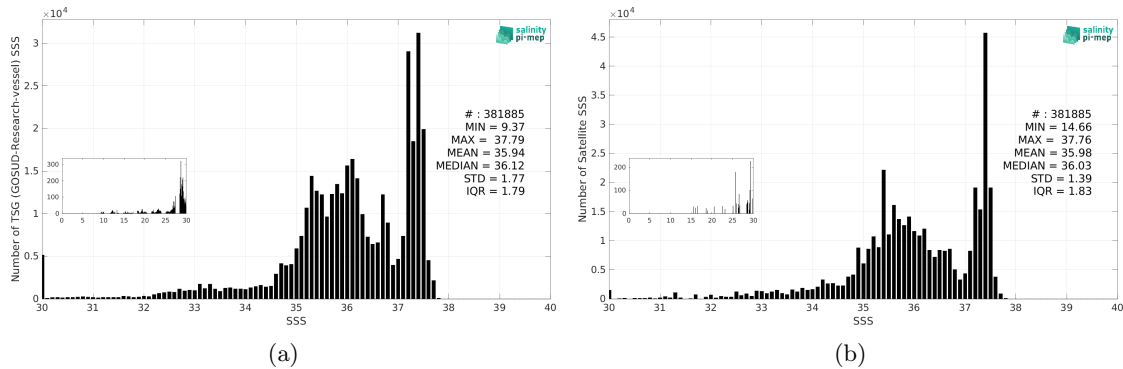 ×10⁴
3
2.5
2
1.5
1
0.5
0
Number of TSG (GOSUD-Research-vessel) SSS
salinity
pi-mep
# : 381885
MIN = 9.37
MAX = 37.79
MEAN = 35.94
MEDIAN = 36.12
STD = 1.77
IQR = 1.79
300
200
100
0
0 5 10 15 20 25 30
30 31 32 33 34 35 36 37 38 39 40
SSS
(a)
×10⁴
4.5
4
3.5
3
2.5
2
1.5
1
0.5
0
Number of Satellite SSS
salinity
pi-mep
# : 381885
MIN = 14.66
MAX = 37.76
MEAN = 35.98
MEDIAN = 36.03
STD = 1.39
IQR = 1.83
200
100
0
0 5 10 15 20 25 30
30 31 32 33 34 35 36 37 38 39 40
SSS
(b)